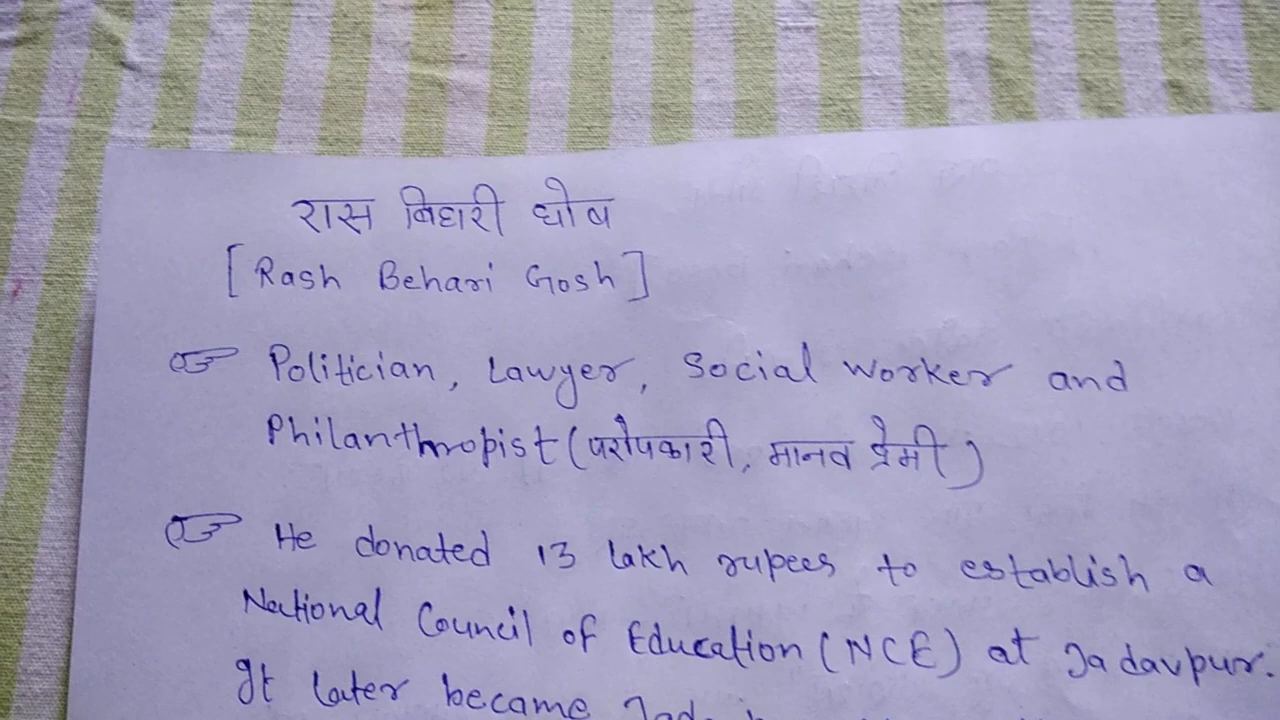 रास बिहारी घोष
[Rash Behari Gosh]
☞ Politician, Lawyer, Social worker and
Philanthropist (परोपकारी, मानव प्रेमी)
☞ He donated 13 lakh rupees to establish a
National Council of Education (NCE) at Jadavpur.
It later became